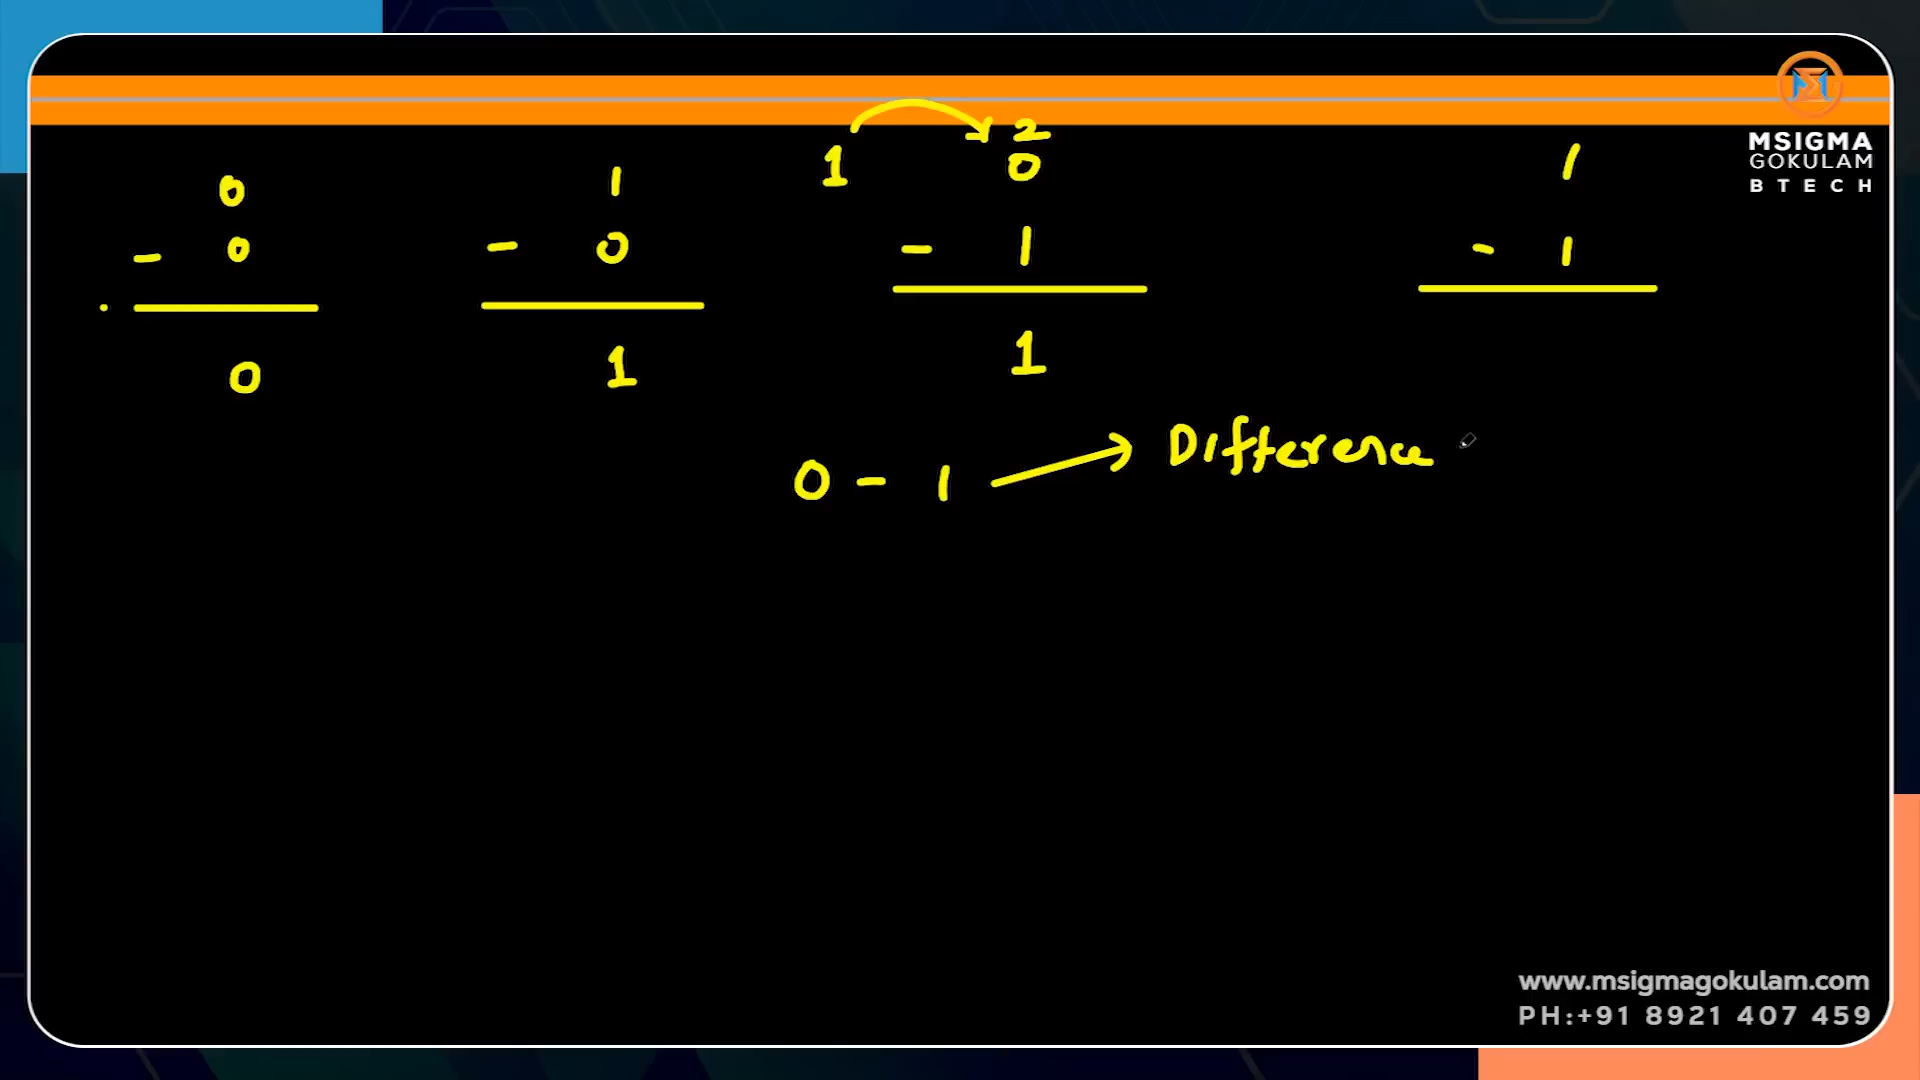 MSIGMA
GOKULAM
BTECH
0
- 0
0
1
- 0
1
1 2
0
- 1
1
1
- 1
0 - 1 → Difference
www.msigmagokulam.com
PH:+91 8921 407 459